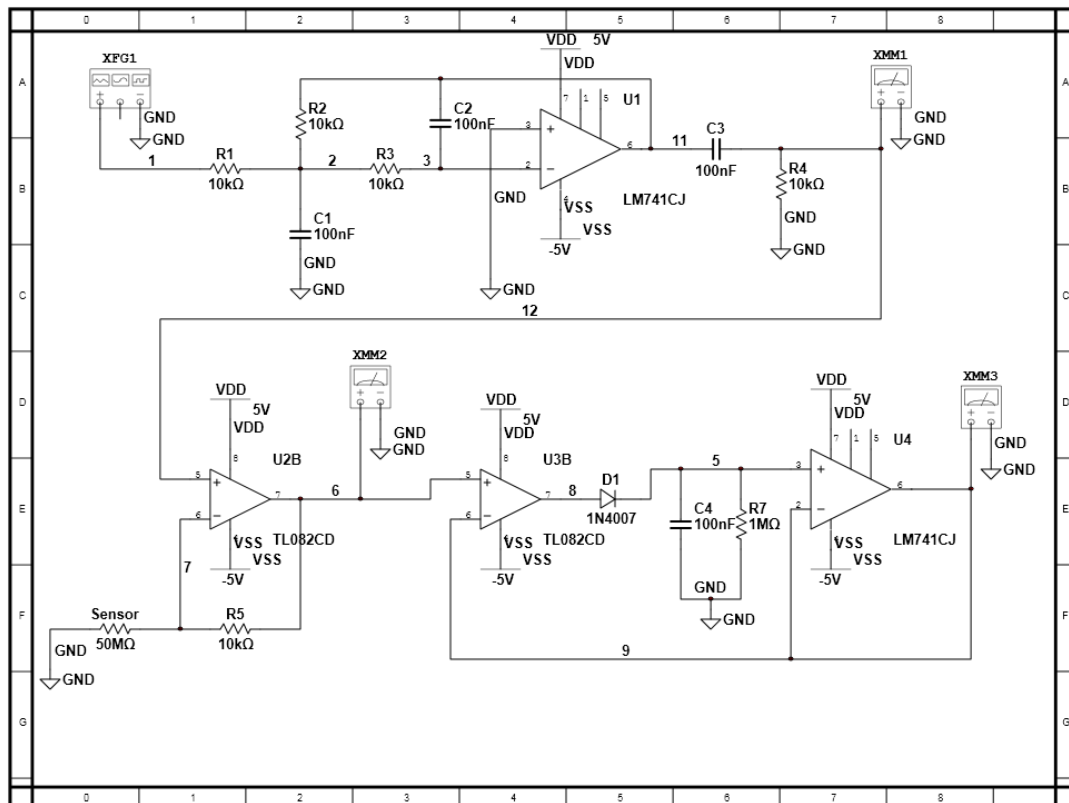 0 1 2 3 4 5 6 7 8
A
B
C
D
E
F
G
XFG1
GND
GND
1
R1
10kΩ
R2
10kΩ
2
R3
10kΩ
3
C2
100nF
C1
100nF
GND
GND
VDD 5V
VDD
U1
7 1 5
3
2
6
LM741CJ
4
VSS
VSS
-5V
GND
GND
11
C3
100nF
R4
10kΩ
GND
GND
XMM1
GND
GND
12
VDD
5V
VDD
U2B
8
5
6
7
TL082CD
4
VSS
VSS
-5V
7
Sensor
50MΩ
GND
GND
R5
10kΩ
XMM2
GND
GND
6
VDD
5V
VDD
U3B
8
5
6
7
TL082CD
4
VSS
VSS
-5V
8
D1
1N4007
5
C4
100nF
R7
1MΩ
GND
GND
9
VDD
5V
VDD
U4
7 1 5
3
2
6
LM741CJ
4
VSS
VSS
-5V
XMM3
GND
GND
A
B
C
D
E
F
G
0 1 2 3 4 5 6 7 8